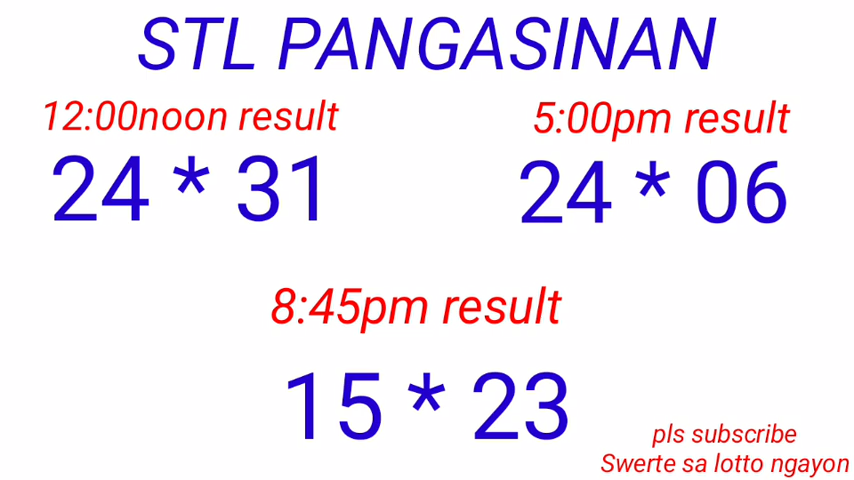 STL PANGASINAN
12:00noon result
24 * 31
5:00pm result
24 * 06
8:45pm result
15 * 23
pls subscribe
Swerte sa lotto ngayon